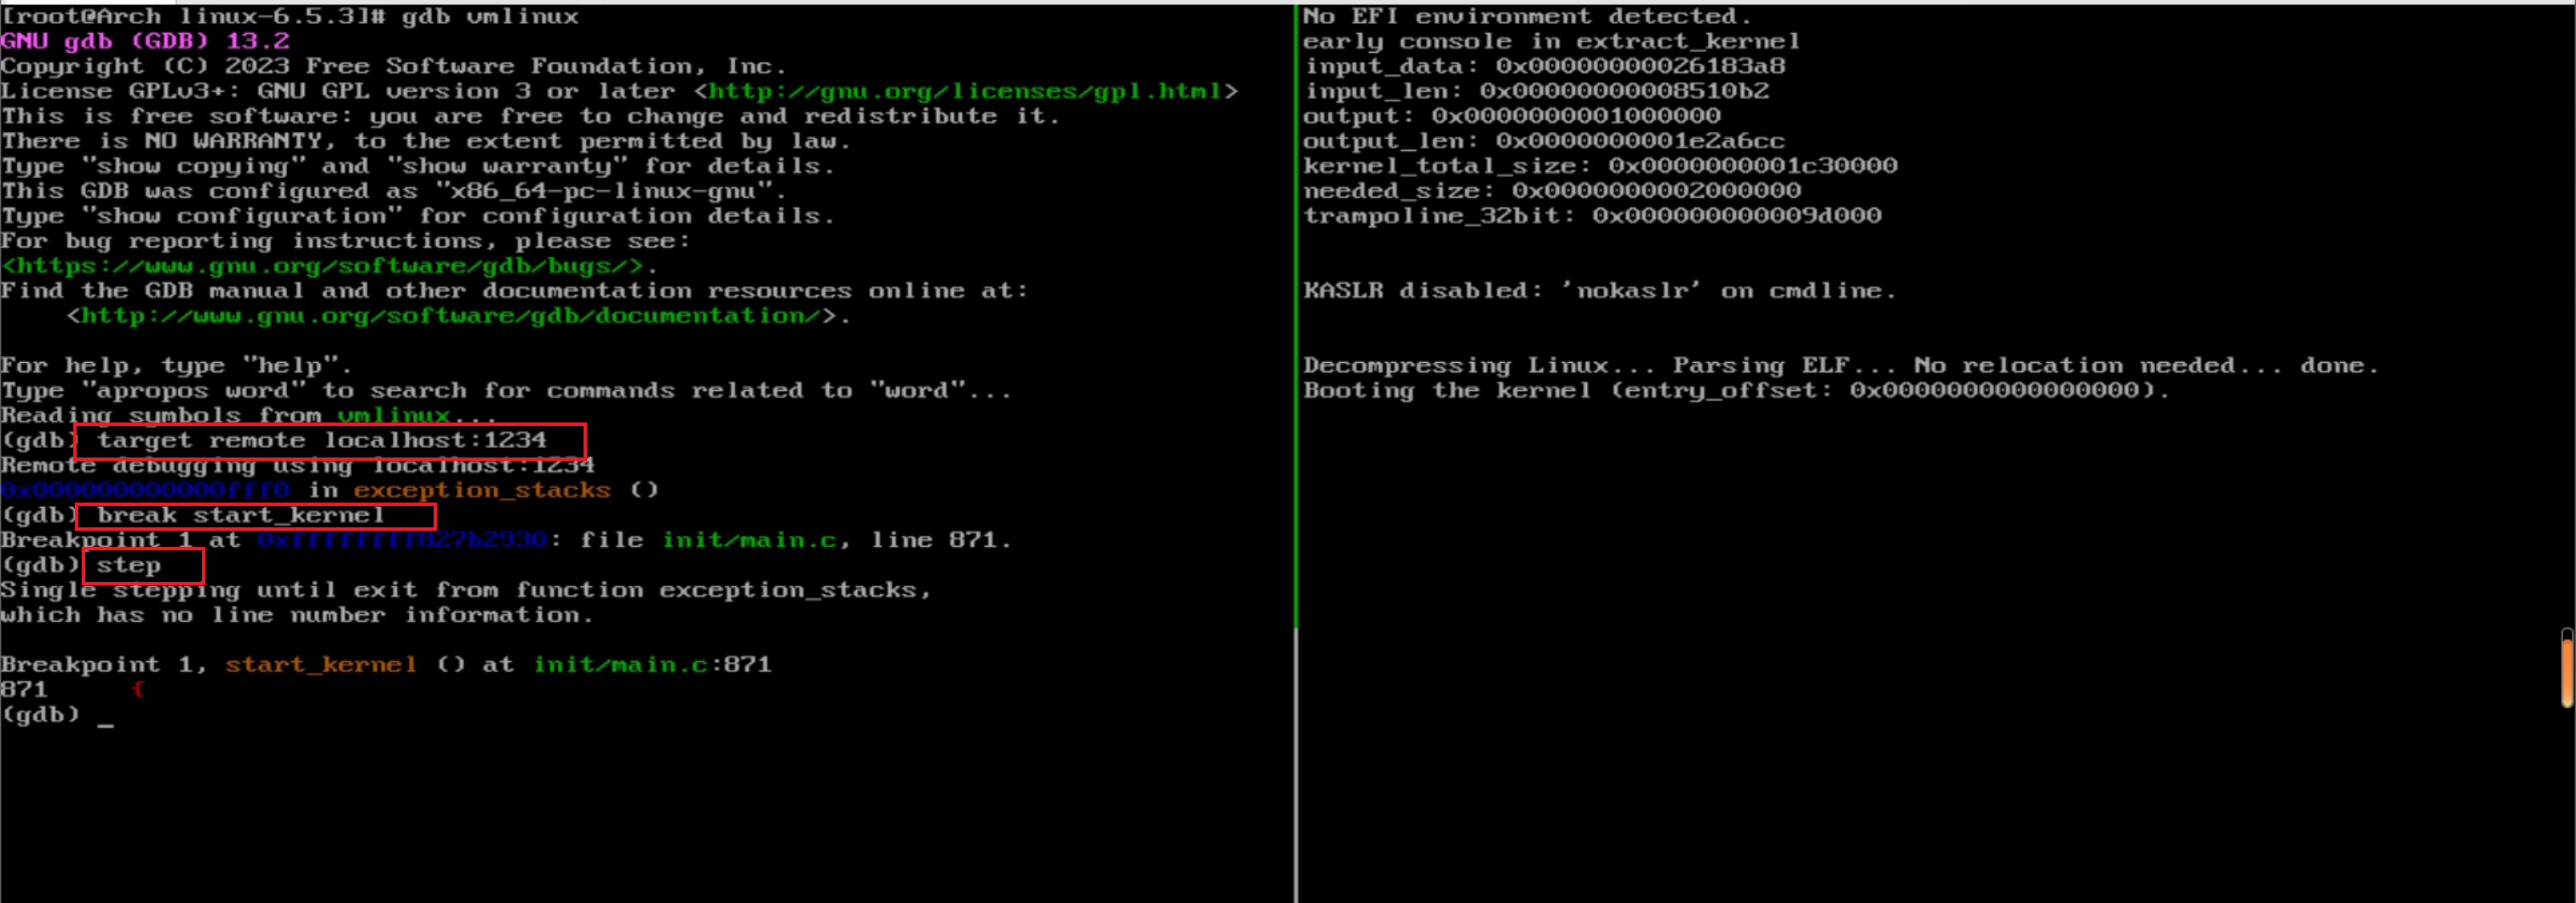 [root@Arch linux-6.5.3]# gdb vmlinux
GNU gdb (GDB) 13.2
Copyright (C) 2023 Free Software Foundation, Inc.
License GPLv3+: GNU GPL version 3 or later <http://gnu.org/licenses/gpl.html>
This is free software: you are free to change and redistribute it.
There is NO WARRANTY, to the extent permitted by law.
Type "show copying" and "show warranty" for details.
This GDB was configured as "x86_64-pc-linux-gnu".
Type "show configuration" for configuration details.
For bug reporting instructions, please see:
<https://www.gnu.org/software/gdb/bugs/>.
Find the GDB manual and other documentation resources online at:
<http://www.gnu.org/software/gdb/documentation/>.
For help, type "help".
Type "apropos word" to search for commands related to "word"...
Reading symbols from vmlinux...
(gdb) target remote localhost:1234
Remote debugging using localhost:1234
0x000000000000fff0 in exception_stacks ()
(gdb) break start_kernel
Breakpoint 1 at 0xffffffff827b2930: file init/main.c, line 871.
(gdb) step
Single stepping until exit from function exception_stacks,
which has no line number information.
Breakpoint 1, start_kernel () at init/main.c:871
871 {
(gdb) _
No EFI environment detected.
early console in extract_kernel
input_data: 0x00000000026183a8
input_len: 0x00000000008510b2
output: 0x0000000001000000
output_len: 0x0000000001e2a6cc
kernel_total_size: 0x0000000001c30000
needed_size: 0x0000000002000000
trampoline_32bit: 0x000000000009d000
KASLR disabled: 'nokaslr' on cmdline.
Decompressing Linux... Parsing ELF... No relocation needed... done.
Booting the kernel (entry_offset: 0x0000000000000000).